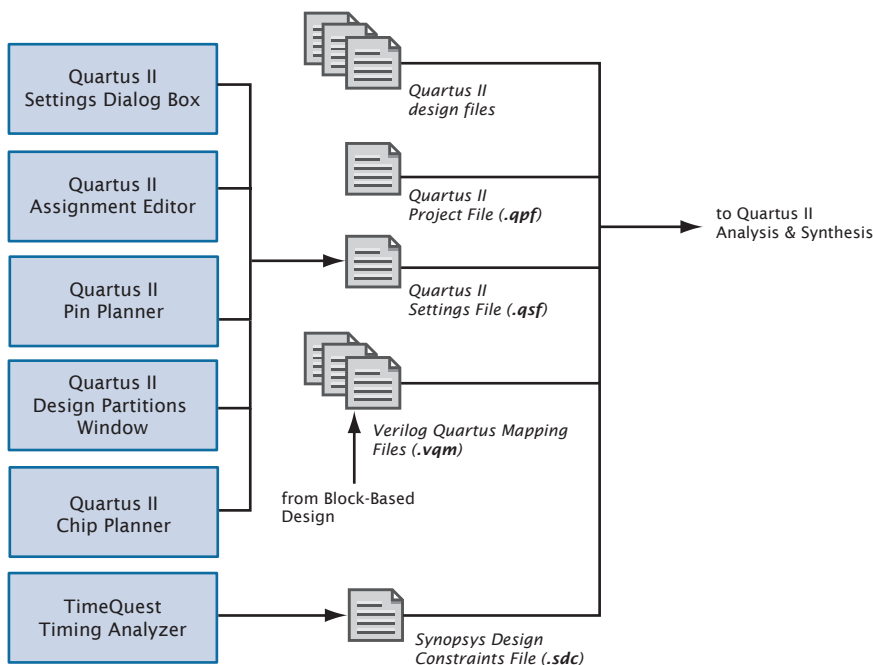 Quartus II
Settings Dialog Box
Quartus II
Assignment Editor
Quartus II
Pin Planner
Quartus II
Design Partitions
Window
Quartus II
Chip Planner
TimeQuest
Timing Analyzer
Quartus II
design files
Quartus II
Project File (.qpf)
Quartus II
Settings File (.qsf)
Verilog Quartus Mapping
Files (.vqm)
from Block-Based
Design
Synopsys Design
Constraints File (.sdc)
to Quartus II
Analysis & Synthesis